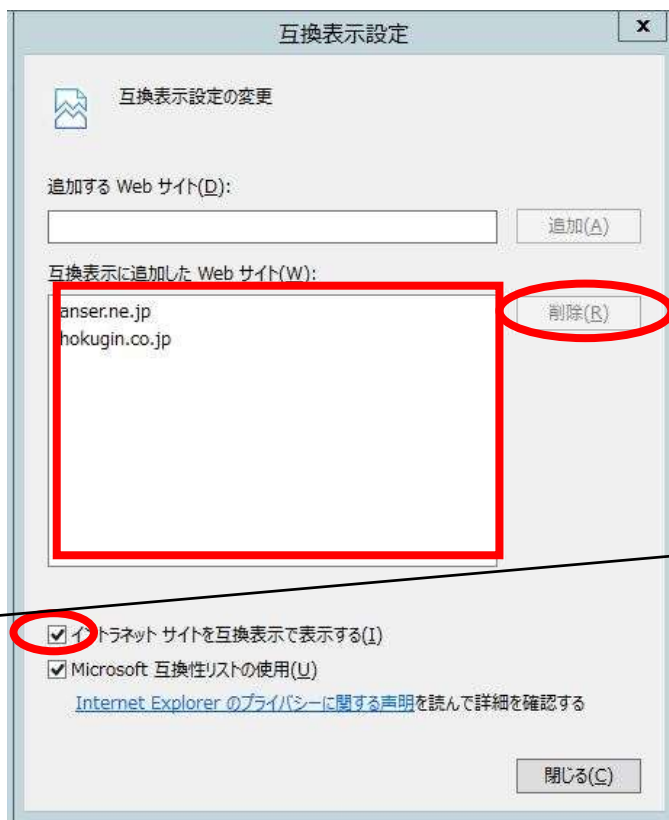 互換表示設定
x
互換表示設定の変更
追加する Web サイト(D):
追加(A)
互換表示に追加した Web サイト(W):
anser.ne.jp
hokugin.co.jp
削除(R)
イントラネット サイトを互換表示で表示する(I)
Microsoft 互換性リストの使用(U)
Internet Explorer のプライバシーに関する声明を読んで詳細を確認する
閉じる(C)